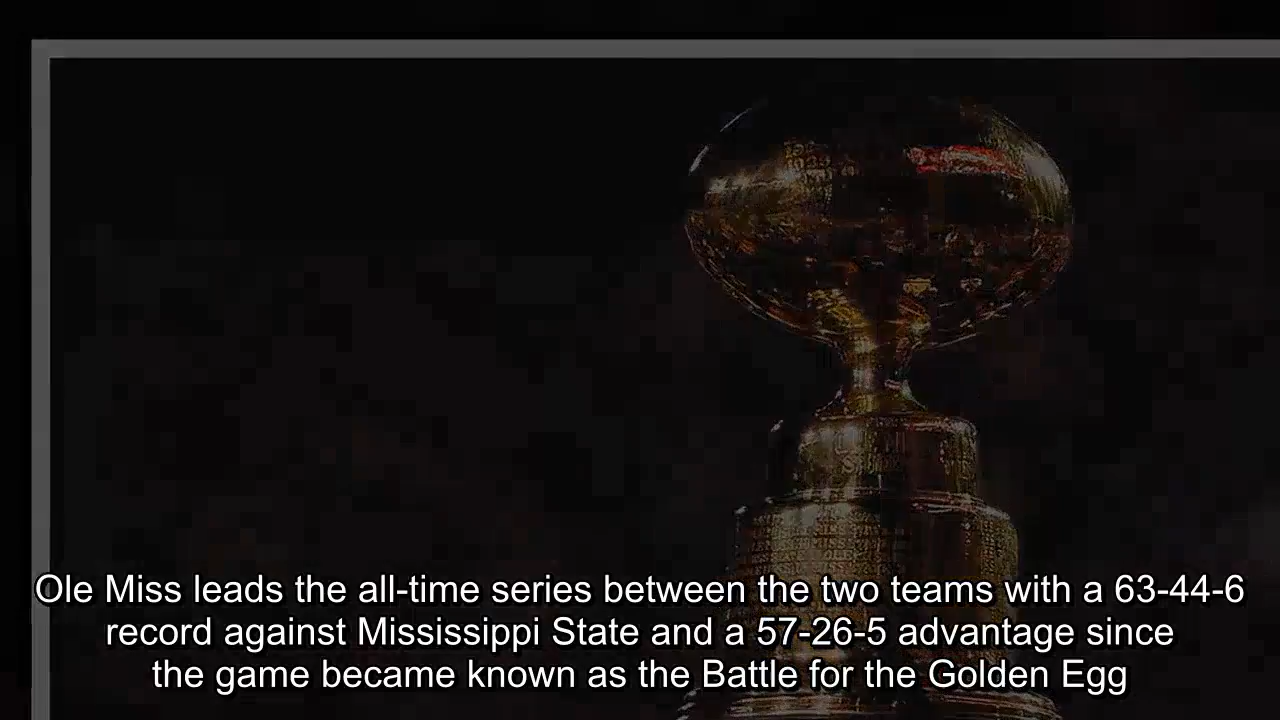 Ole Miss leads the all-time series between the two teams with a 63-44-6
record against Mississippi State and a 57-26-5 advantage since
the game became known as the Battle for the Golden Egg